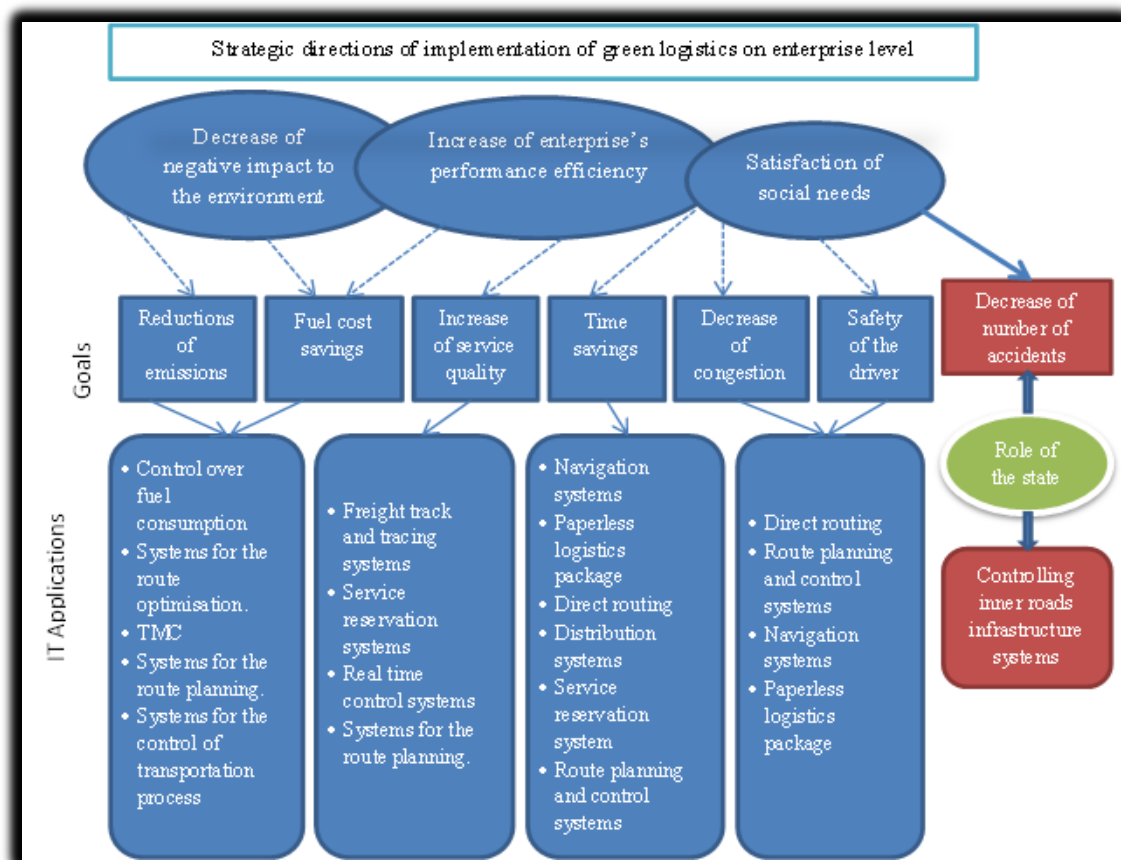 Strategic directions of implementation of green logistics on enterprise level
Decrease of
negative impact to
the environment
Increase of enterprise's
performance efficiency
Satisfaction of
social needs
Goals
Reductions
of
emissions
Fuel cost
savings
Increase
of service
quality
Time
savings
Decrease
of
congestion
Safety
of the
driver
Decrease of
number of
accidents
Role of
the state
Controlling
inner roads
infrastructure
systems
IT Applications
• Control over
fuel
consumption
• Systems for the
route
optimisation.
• TMC
• Systems for the
route planning.
• Systems for the
control of
transportation
process
• Freight track
and tracing
systems
• Service
reservation
systems
• Real time
control systems
• Systems for the
route planning.
• Navigation
systems
• Paperless
logistics
package
• Direct routing
• Distribution
systems
• Service
reservation
system
• Route planning
and control
systems
• Direct routing
• Route planning
and control
systems
• Navigation
systems
• Paperless
logistics
package